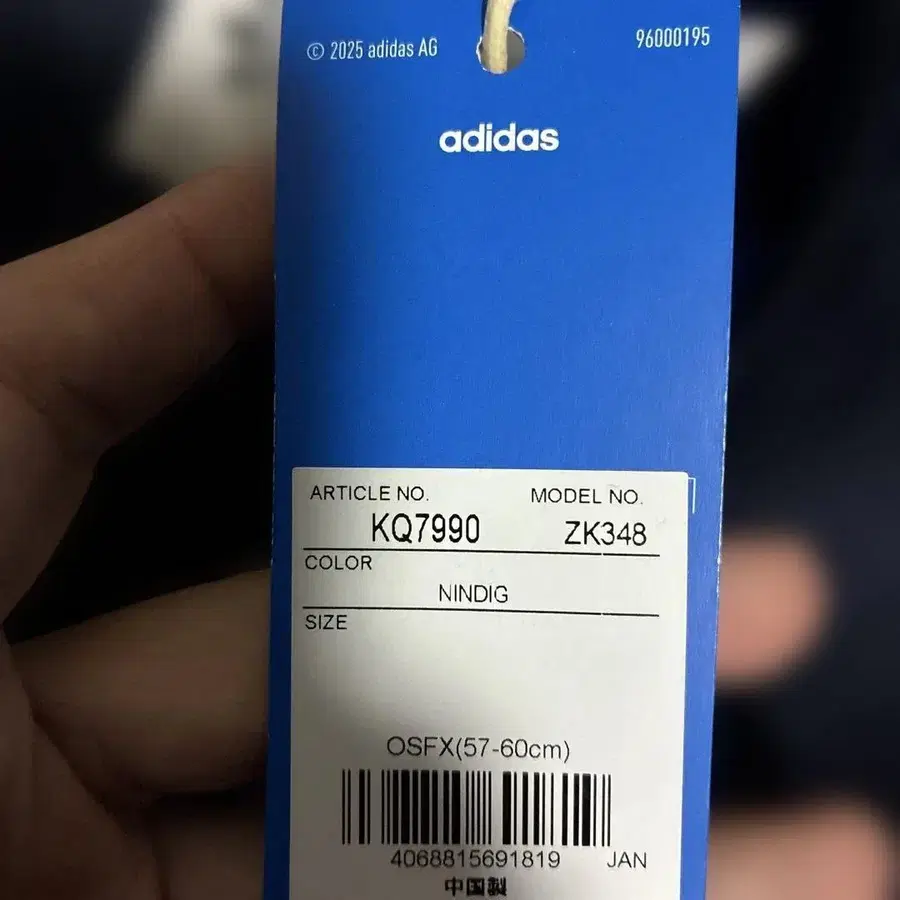 © 2025 adidas AG 96000195
adidas
ARTICLE NO. MODEL NO.
KQ7990 ZK348
COLOR
NINDIG
SIZE
OSFX(57-60cm)
4068815691819 JAN
中国製